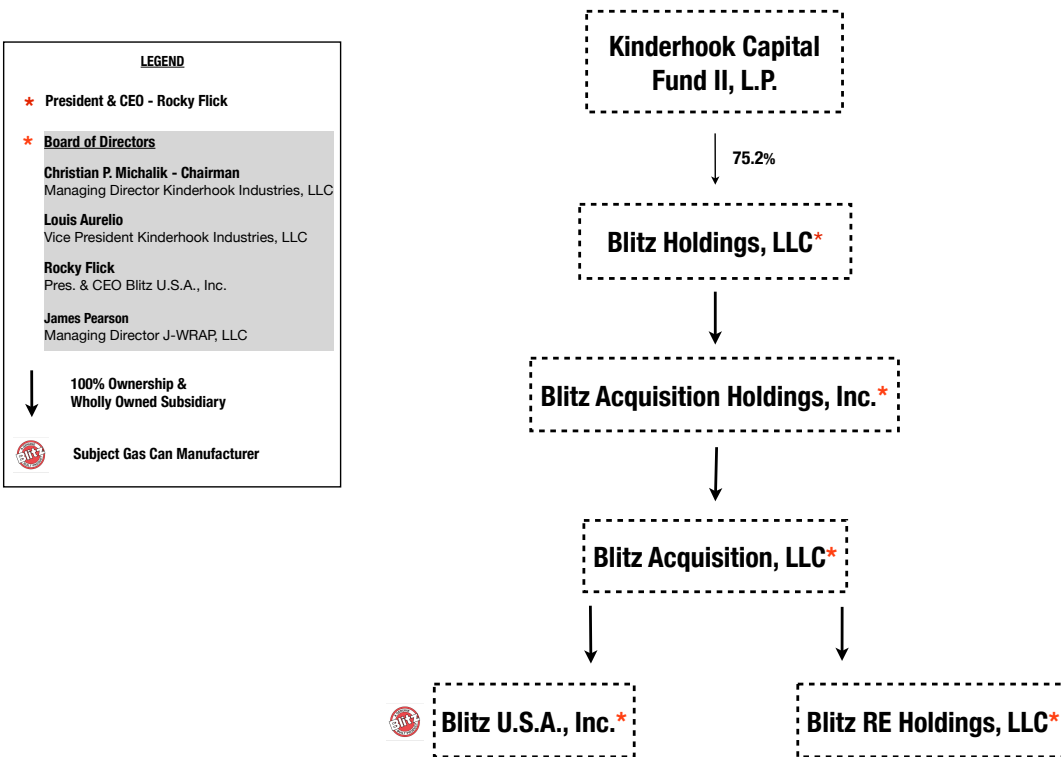 LEGEND
* President & CEO - Rocky Flick
* Board of Directors
Christian P. Michalik - Chairman
Managing Director Kinderhook Industries, LLC
Louis Aurelio
Vice President Kinderhook Industries, LLC
Rocky Flick
Pres. & CEO Blitz U.S.A., Inc.
James Pearson
Managing Director J-WRAP, LLC
100% Ownership &
Wholly Owned Subsidiary
Blitz
Subject Gas Can Manufacturer
Kinderhook Capital
Fund II, L.P.
75.2%
Blitz Holdings, LLC*
Blitz Acquisition Holdings, Inc.*
Blitz Acquisition, LLC*
Blitz
Blitz U.S.A., Inc.*
Blitz RE Holdings, LLC*